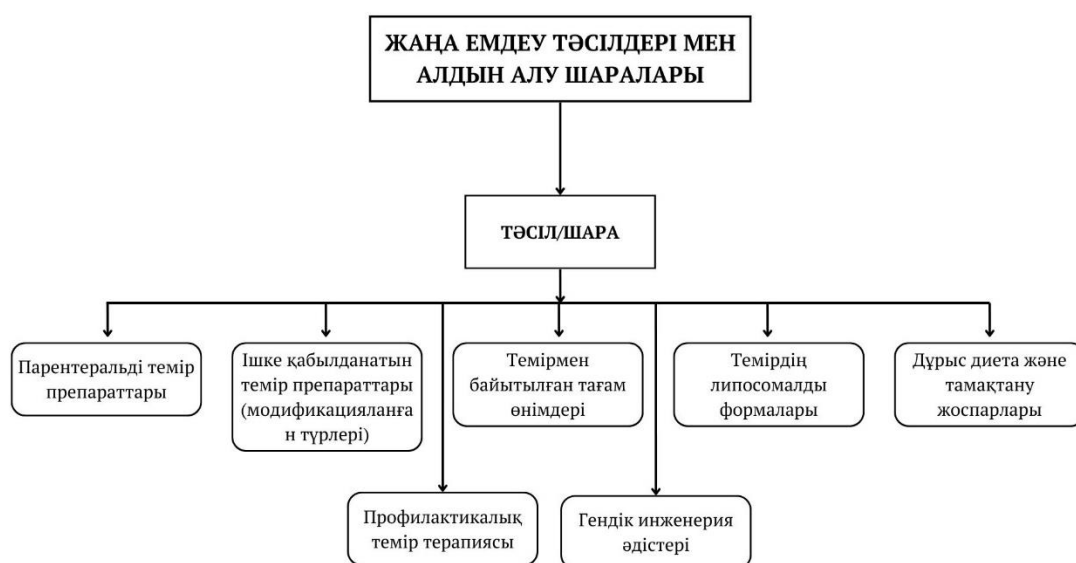 ЖАҢА ЕМДЕУ ТӘСІЛДЕРІ МЕН
АЛДЫН АЛУ ШАРАЛАРЫ
ТӘСІЛ/ШАРА
Парентеральді темір
препараттары
Ішке қабылданатын
темір препараттары
(модификацияланға
н түрлері)
Темірмен
байытылған тағам
өнімдері
Темірдің
липосомалды
формалары
Дұрыс диета және
тамақтану
жоспарлары
Профилактикалық
темір терапиясы
Гендік инженерия
әдістері